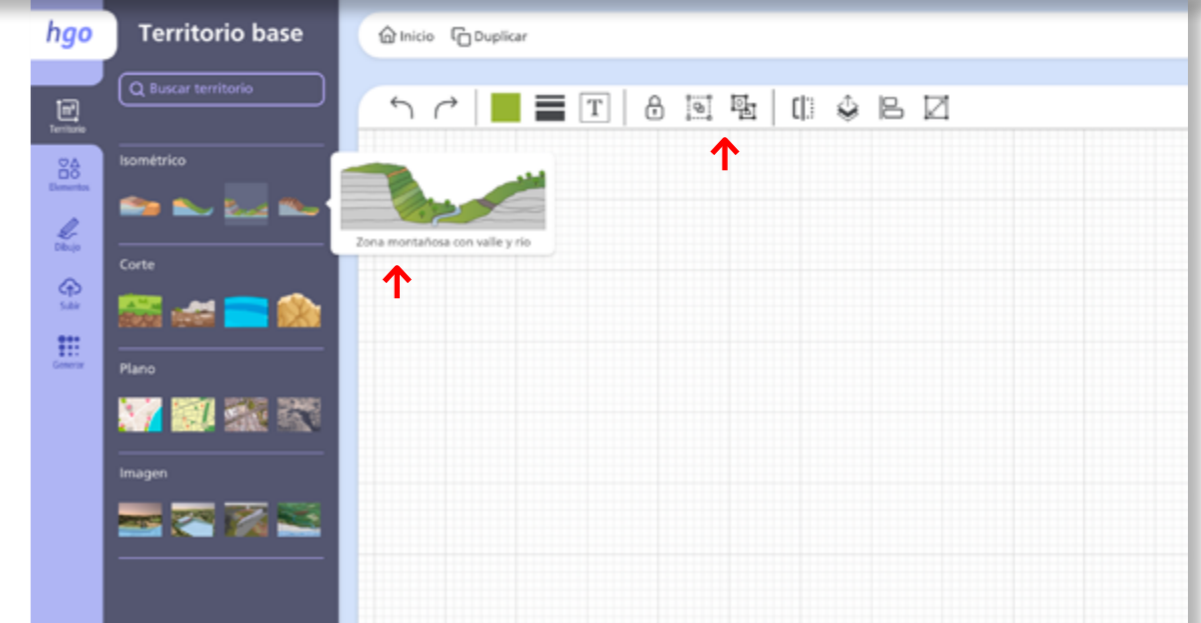 hgo
Territorio base
Buscar territorio
Inicio
Duplicar
T
Territorio
Elementos
Dibujo
Subir
Generar
Isométrico
Zona montañosa con valle y río
Corte
Plano
Imagen